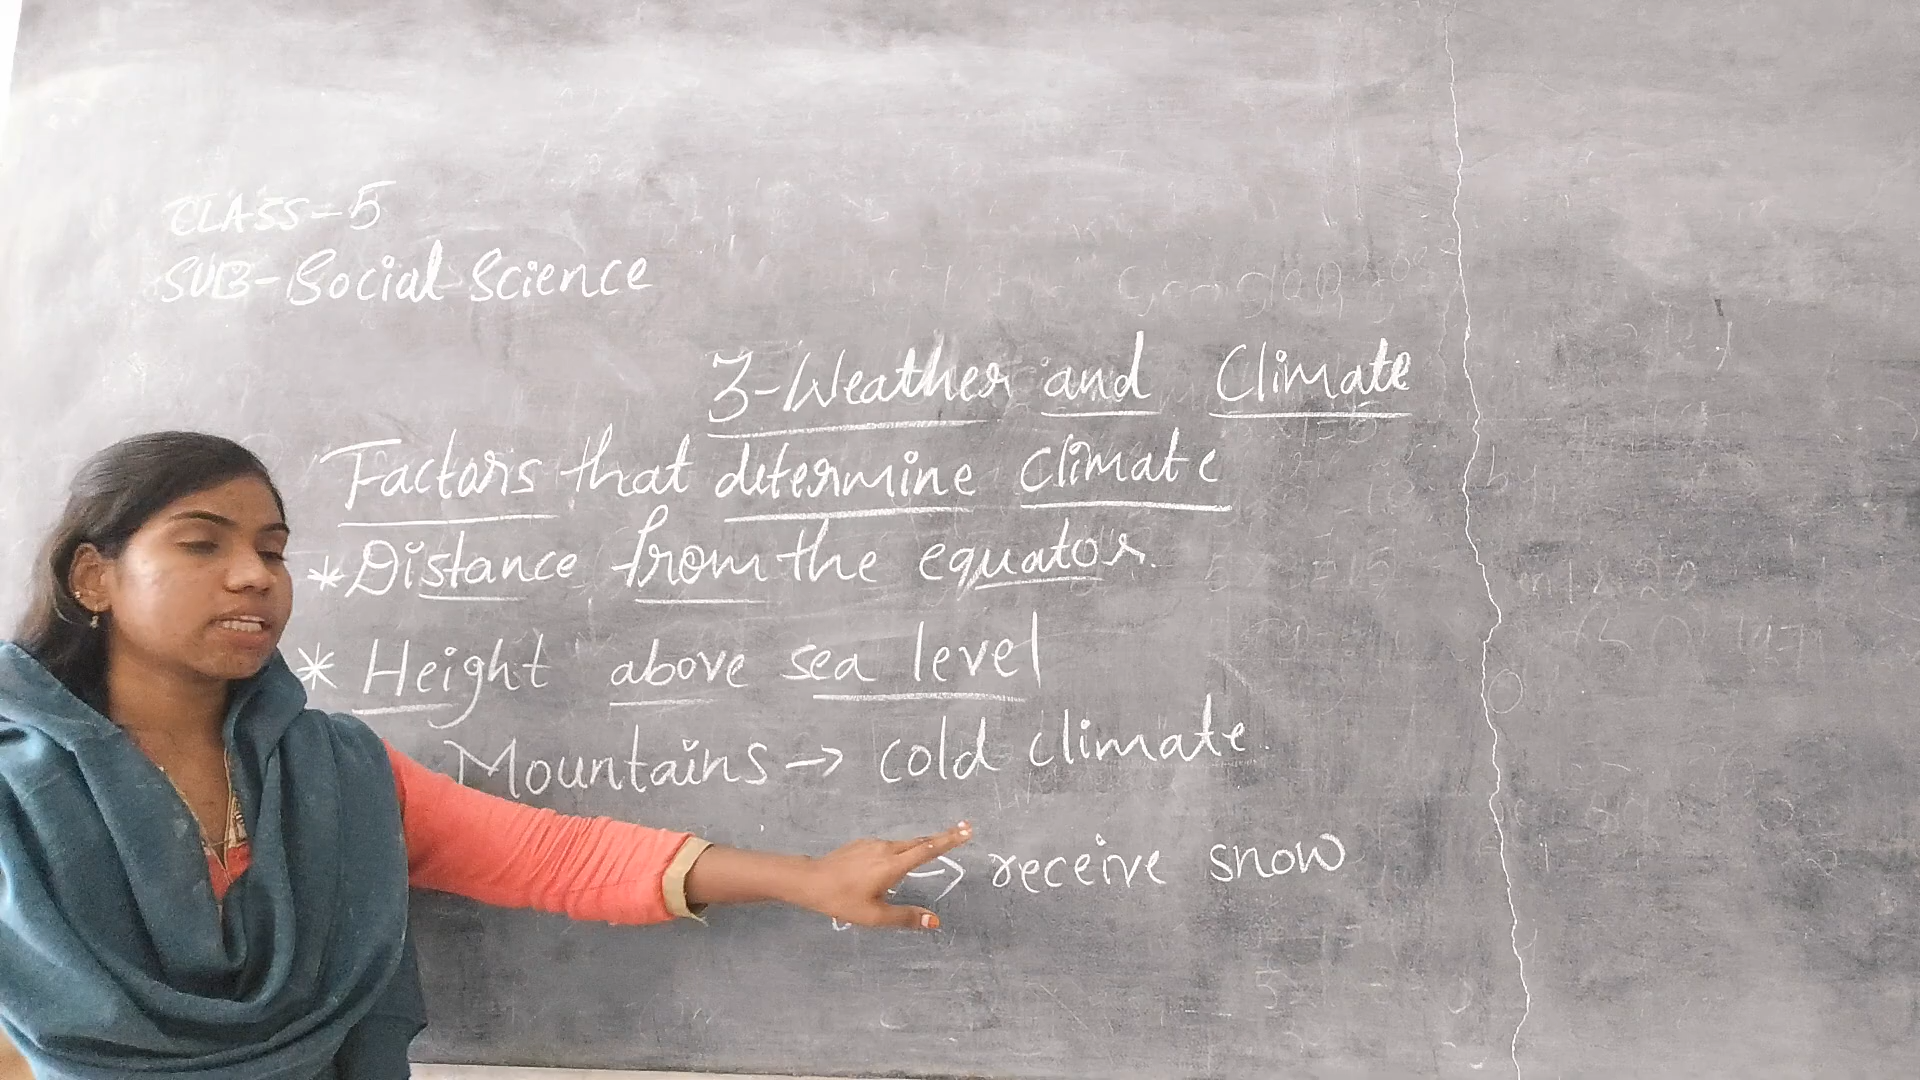 CLASS-5
SUB-Social Science
3-Weather and Climate
Factors that determine climate
*Distance from the equator.
* Height above sea level
Mountains → cold climate.
→ receive snow